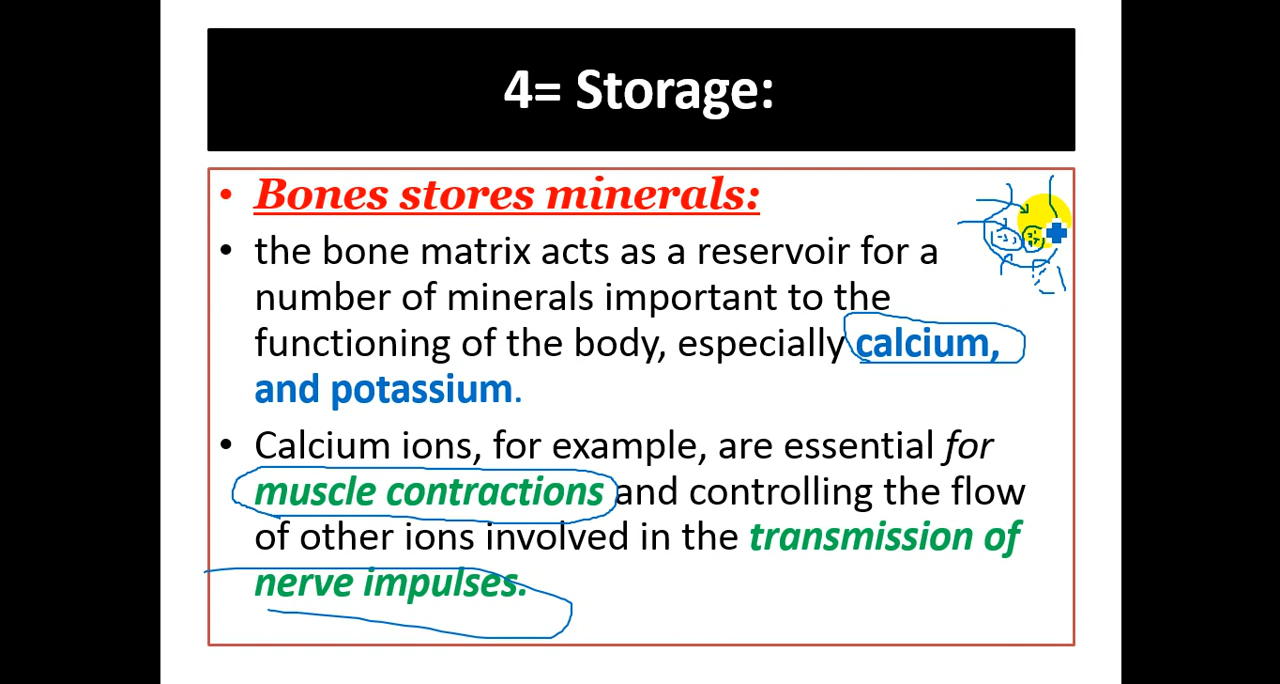 4= Storage:
• Bones stores minerals:
• the bone matrix acts as a reservoir for a
number of minerals important to the
functioning of the body, especially calcium,
and potassium.
• Calcium ions, for example, are essential for
muscle contractions and controlling the flow
of other ions involved in the transmission of
nerve impulses.